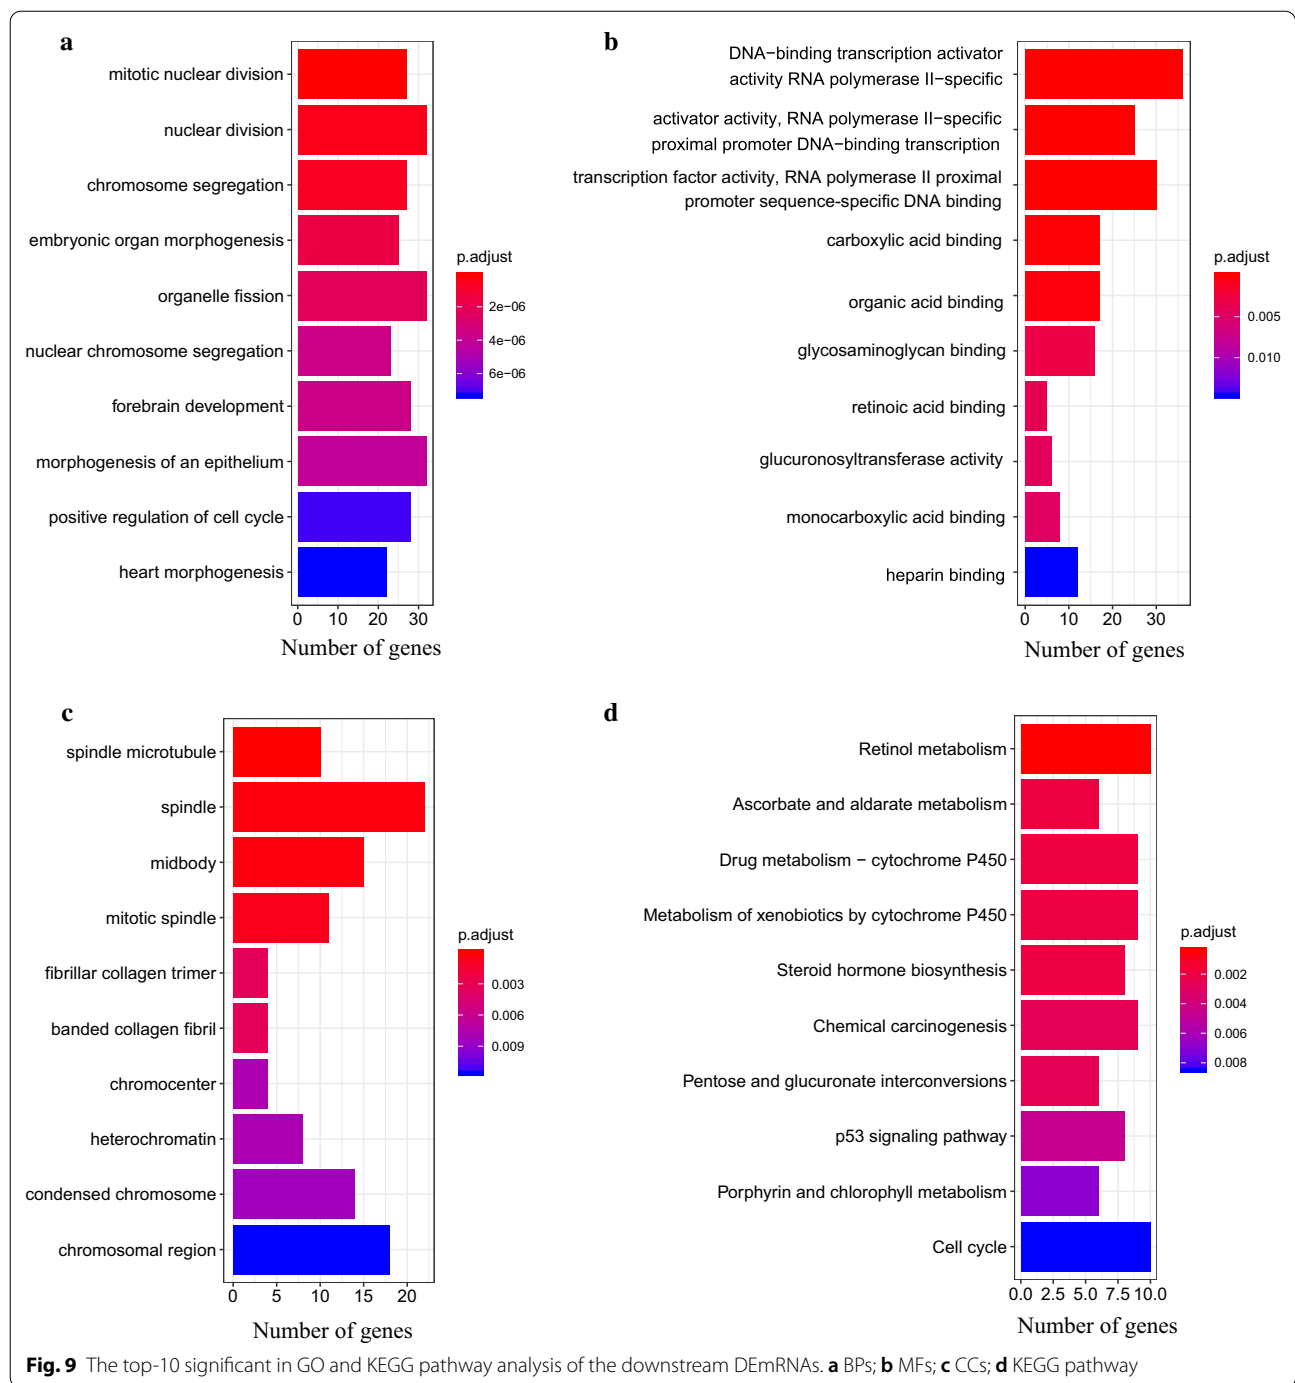 a
mitotic nuclear division
nuclear division
chromosome segregation
embryonic organ morphogenesis
organelle fission
nuclear chromosome segregation
forebrain development
morphogenesis of an epithelium
positive regulation of cell cycle
heart morphogenesis
0 10 20 30
Number of genes
p.adjust
2e−06
4e−06
6e−06
b
DNA−binding transcription activator
activity RNA polymerase II−specific
activator activity, RNA polymerase II−specific
proximal promoter DNA−binding transcription
transcription factor activity, RNA polymerase II proximal
promoter sequence-specific DNA binding
carboxylic acid binding
organic acid binding
glycosaminoglycan binding
retinoic acid binding
glucuronosyltransferase activity
monocarboxylic acid binding
heparin binding
0 10 20 30
Number of genes
p.adjust
0.005
0.010
c
spindle microtubule
spindle
midbody
mitotic spindle
fibrillar collagen trimer
banded collagen fibril
chromocenter
heterochromatin
condensed chromosome
chromosomal region
0 5 10 15 20
Number of genes
p.adjust
0.003
0.006
0.009
d
Retinol metabolism
Ascorbate and aldarate metabolism
Drug metabolism − cytochrome P450
Metabolism of xenobiotics by cytochrome P450
Steroid hormone biosynthesis
Chemical carcinogenesis
Pentose and glucuronate interconversions
p53 signaling pathway
Porphyrin and chlorophyll metabolism
Cell cycle
0.0 2.5 5.0 7.5 10.0
Number of genes
p.adjust
0.002
0.004
0.006
0.008
Fig. 9 The top-10 significant in GO and KEGG pathway analysis of the downstream DEmRNAs. a BPs; b MFs; c CCs; d KEGG pathway